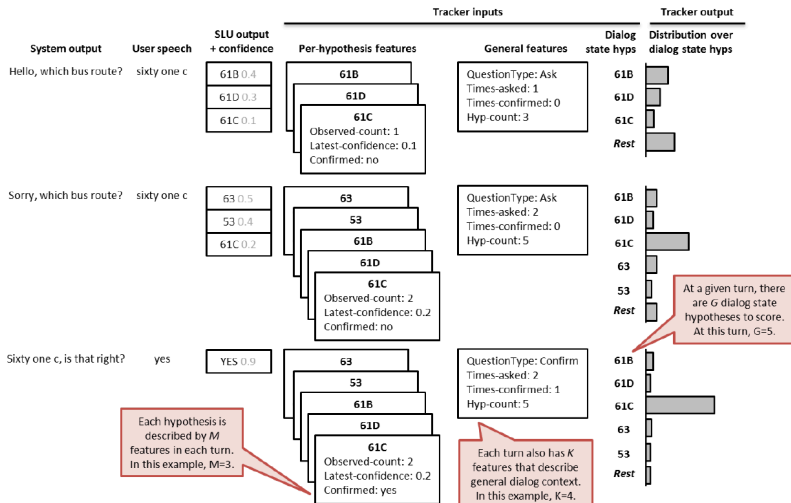 Tracker inputs
Tracker output
System output
User speech
SLU output
+ confidence
Per-hypothesis features
General features
Dialog
state hyps
Distribution over
dialog state hyps
Hello, which bus route?
sixty one c
61B 0.4
61D 0.3
61C 0.1
61B
61D
61C
Observed-count: 1
Latest-confidence: 0.1
Confirmed: no
QuestionType: Ask
Times-asked: 1
Times-confirmed: 0
Hyp-count: 3
61B
61D
61C
Rest
Sorry, which bus route?
sixty one c
63 0.5
53 0.4
61C 0.2
63
53
61B
61D
61C
Observed-count: 2
Latest-confidence: 0.2
Confirmed: no
QuestionType: Ask
Times-asked: 2
Times-confirmed: 0
Hyp-count: 5
61B
61D
61C
63
53
Rest
At a given turn, there
are G dialog state
hypotheses to score.
At this turn, G=5.
Sixty one c, is that right?
yes
YES 0.9
63
53
61B
61D
61C
Observed-count: 2
Latest-confidence: 0.2
Confirmed: yes
QuestionType: Confirm
Times-asked: 2
Times-confirmed: 1
Hyp-count: 5
61B
61D
61C
63
53
Rest
Each hypothesis is
described by M
features in each turn.
In this example, M=3.
Each turn also has K
features that describe
general dialog context.
In this example, K=4.